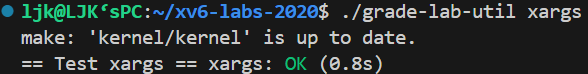 ljk@LJK‘sPC:~/xv6-labs-2020$ ./grade-lab-util xargs
make: 'kernel/kernel' is up to date.
== Test xargs == xargs: OK (0.8s)